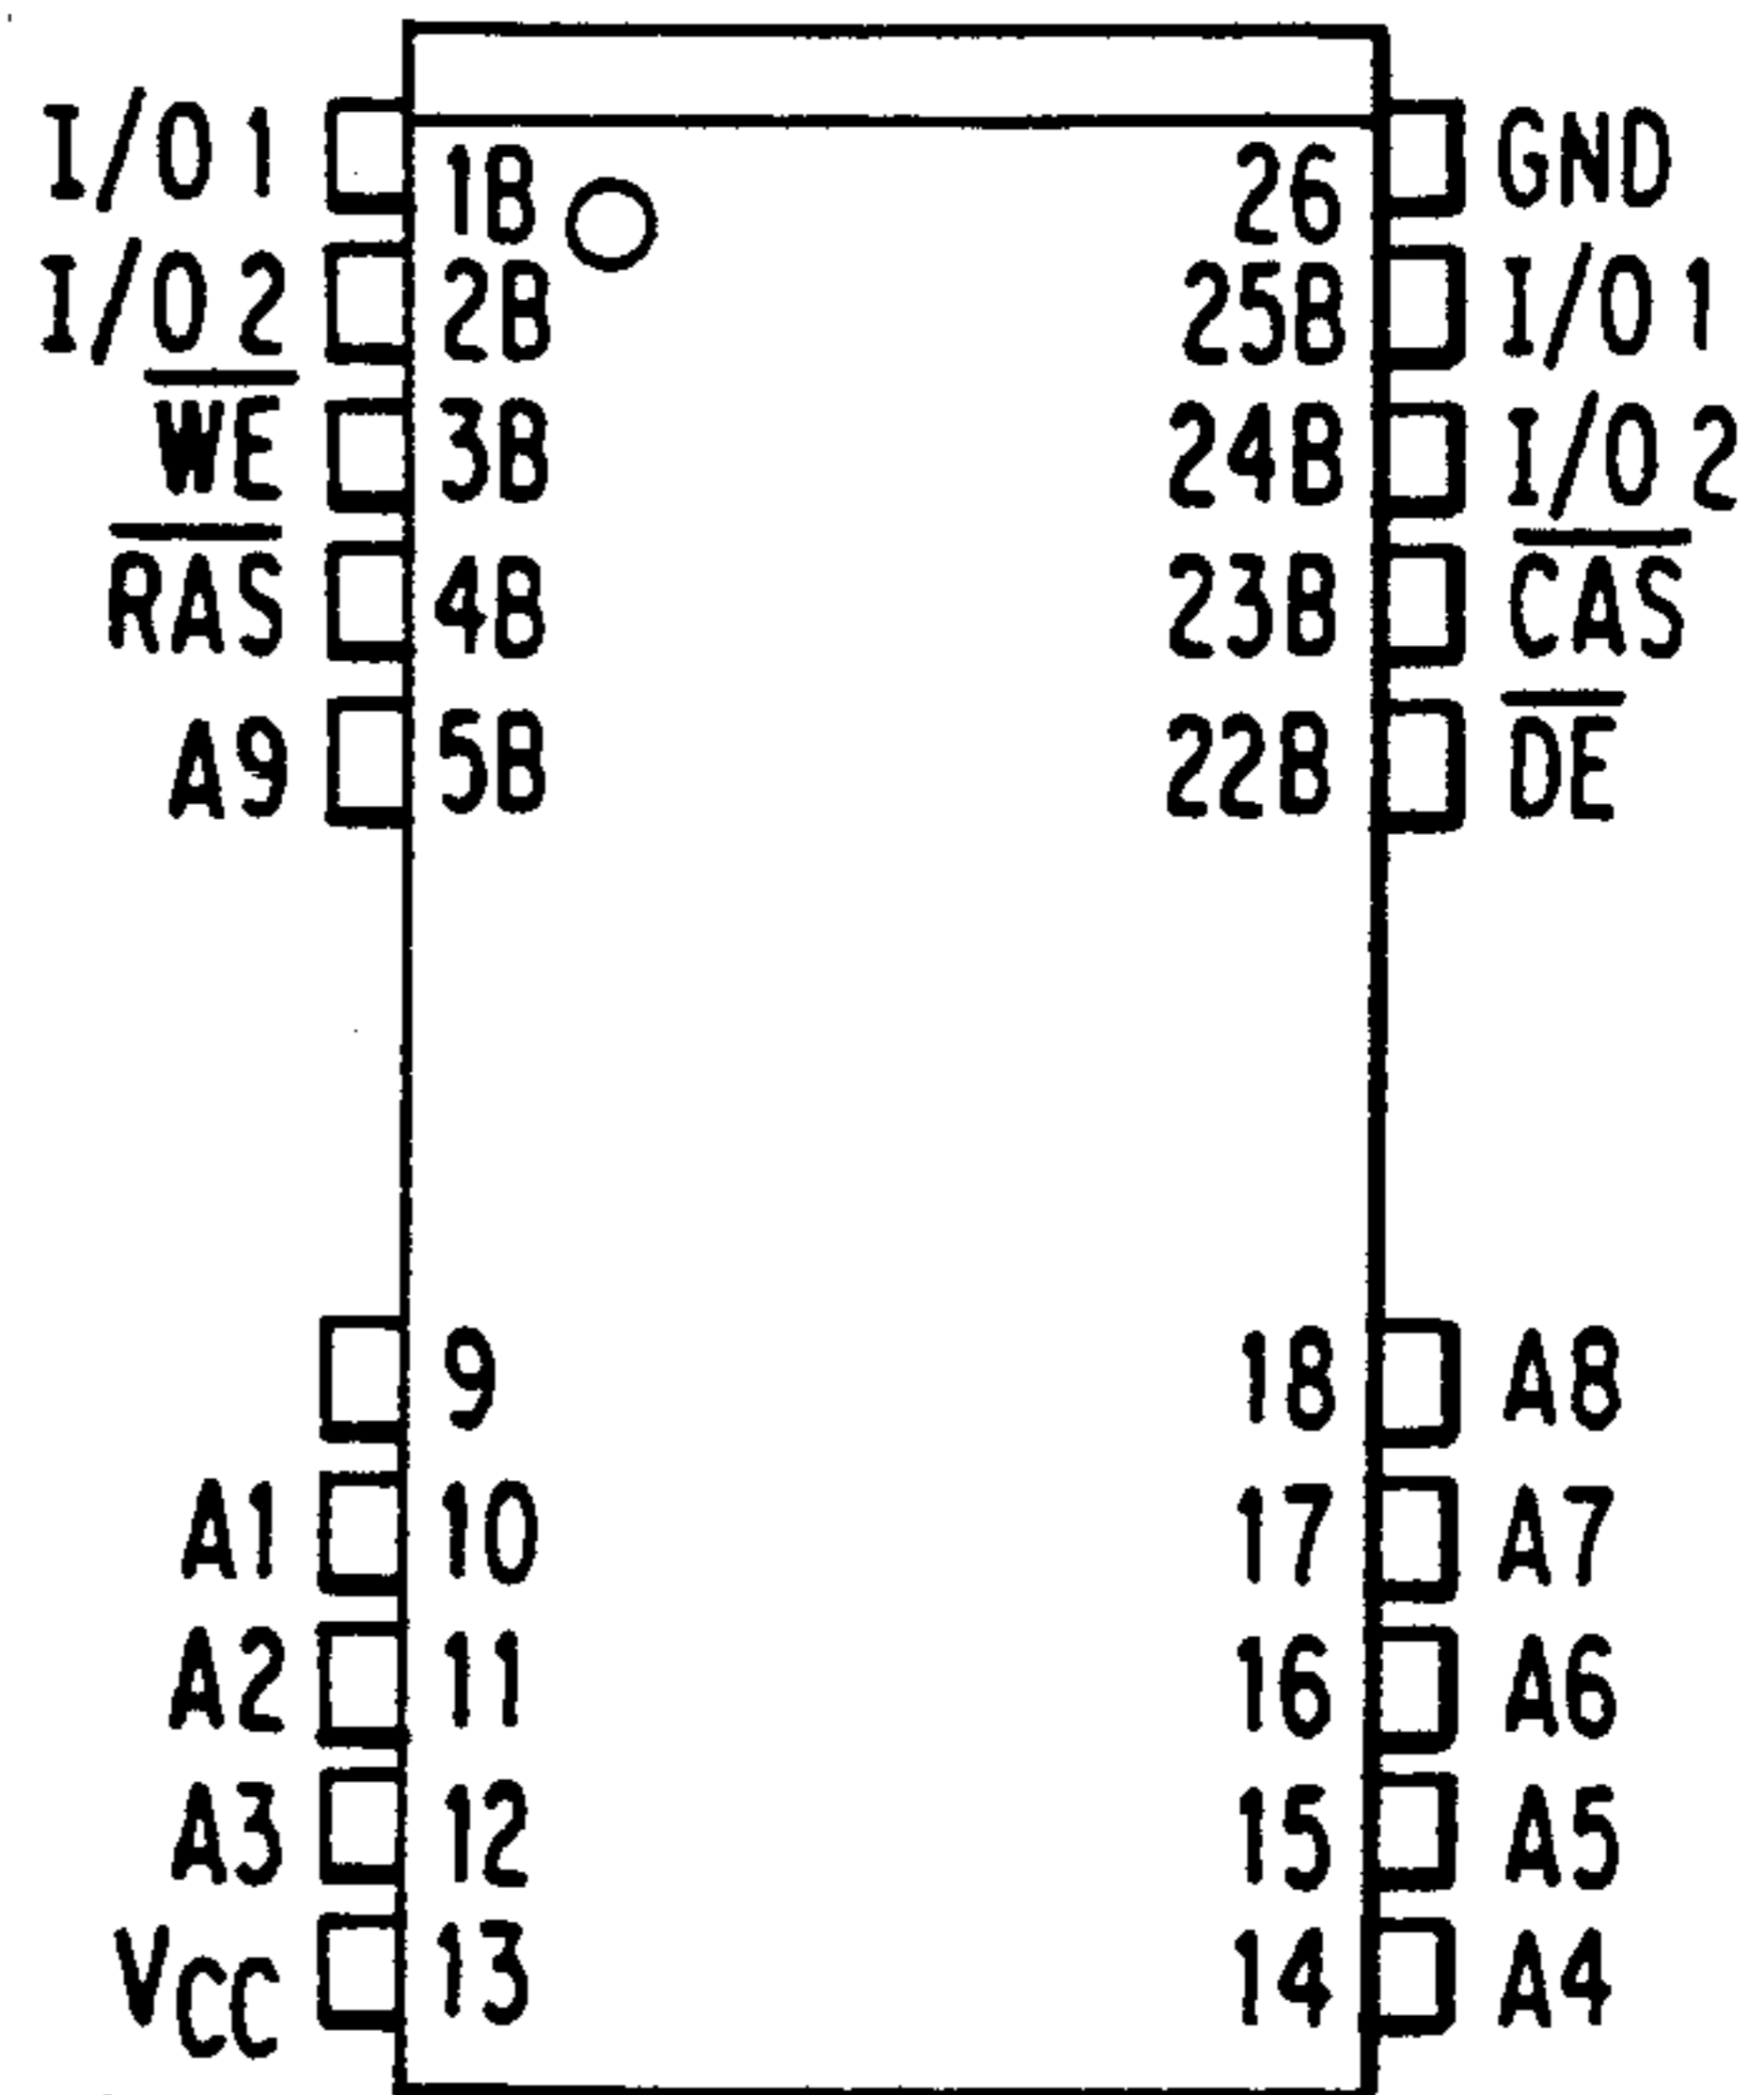 I/O 1 1B 26 GND
I/O 2 2B 25B I/O 1
WE 3B 24B I/O 2
RAS 4B 23B CAS
A9 5B 22B DE
9 18 A8
A1 10 17 A7
A2 11 16 A6
A3 12 15 A5
VCC 13 14 A4